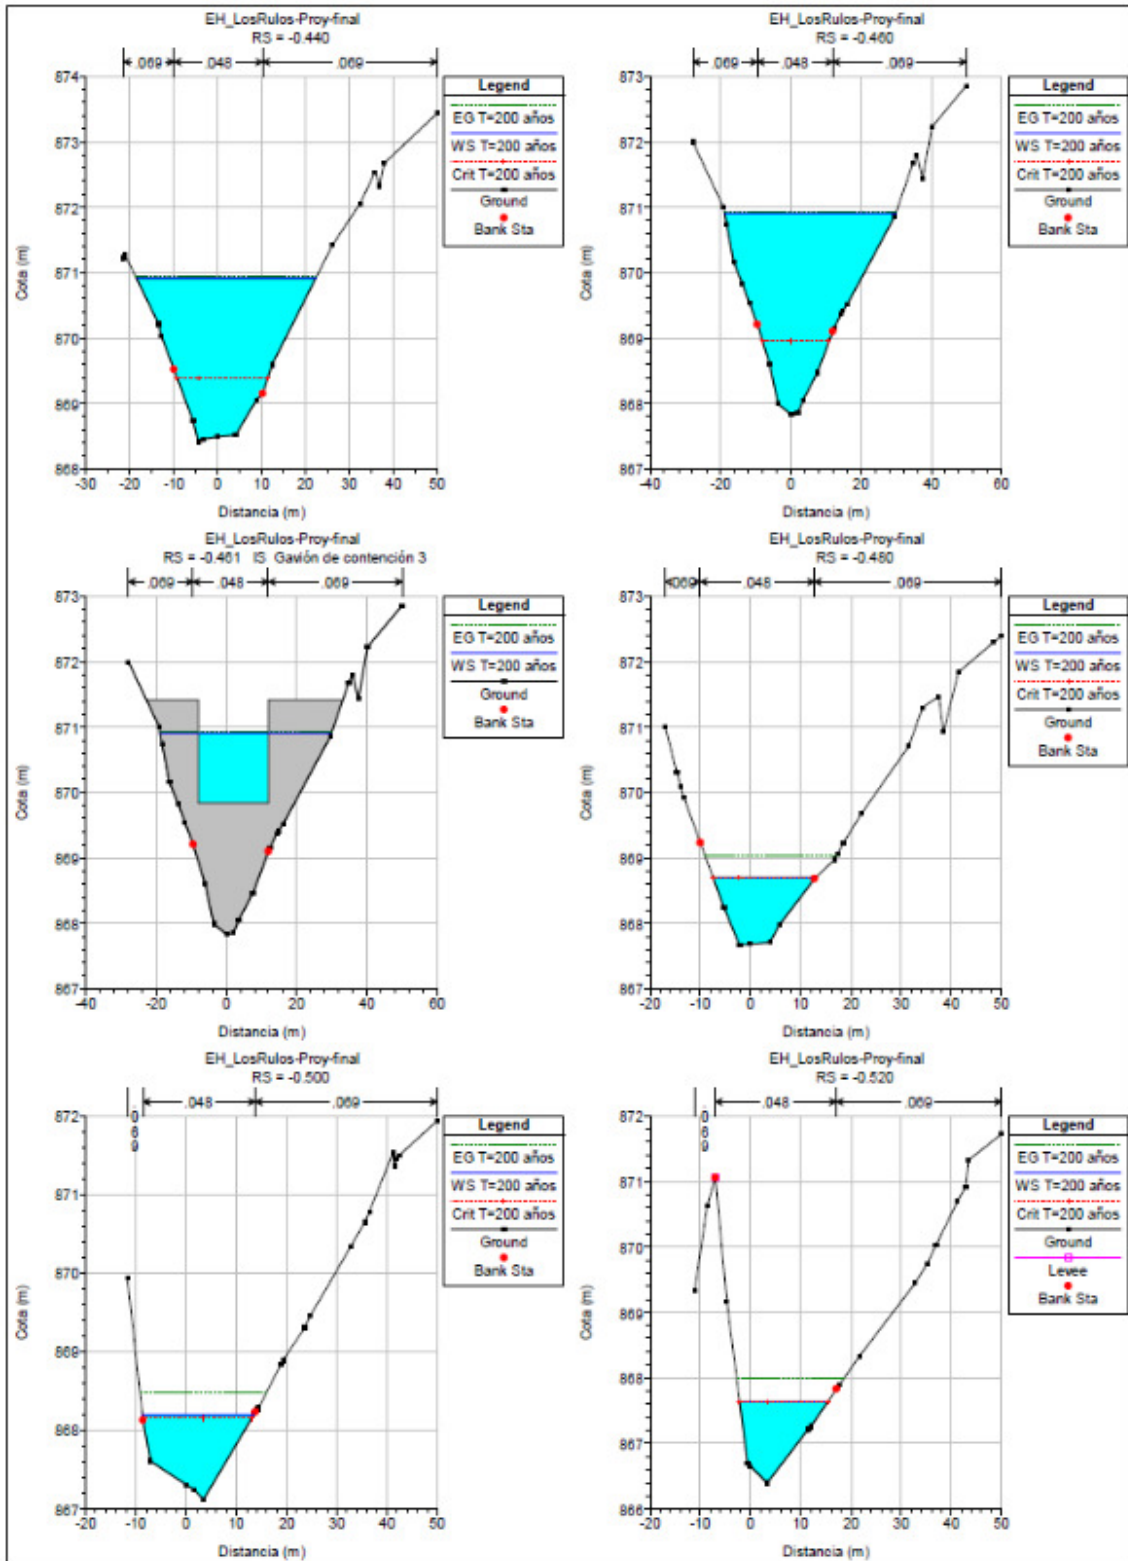 EH_LosRulos-Proy-final
RS = -0.440
.069
.048
.069
874
873
872
871
870
869
868
-30
-20
-10
0
10
20
30
40
50
Cota (m)
Distancia (m)
Legend
EG T=200 años
WS T=200 años
Crit T=200 años
Ground
Bank Sta
EH_LosRulos-Proy-final
RS = -0.460
.069
.048
.069
873
872
871
870
869
868
867
-40
-20
0
20
40
60
Cota (m)
Distancia (m)
Legend
EG T=200 años
WS T=200 años
Crit T=200 años
Ground
Bank Sta
EH_LosRulos-Proy-final
RS = -0.461 IS Gavión de contención 3
.069
.048
.069
873
872
871
870
869
868
867
-40
-20
0
20
40
60
Cota (m)
Distancia (m)
Legend
EG T=200 años
WS T=200 años
Ground
Bank Sta
EH_LosRulos-Proy-final
RS = -0.480
.069
.048
.069
873
872
871
870
869
868
867
-20
-10
0
10
20
30
40
50
Cota (m)
Distancia (m)
Legend
EG T=200 años
WS T=200 años
Crit T=200 años
Ground
Bank Sta
EH_LosRulos-Proy-final
RS = -0.500
.069
.048
.069
872
871
870
869
868
867
-20
-10
0
10
20
30
40
50
Cota (m)
Distancia (m)
Legend
EG T=200 años
WS T=200 años
Crit T=200 años
Ground
Bank Sta
EH_LosRulos-Proy-final
RS = -0.520
.069
.048
.069
872
871
870
869
868
867
866
-20
-10
0
10
20
30
40
50
Cota (m)
Distancia (m)
Legend
EG T=200 años
WS T=200 años
Crit T=200 años
Ground
Levee
Bank Sta